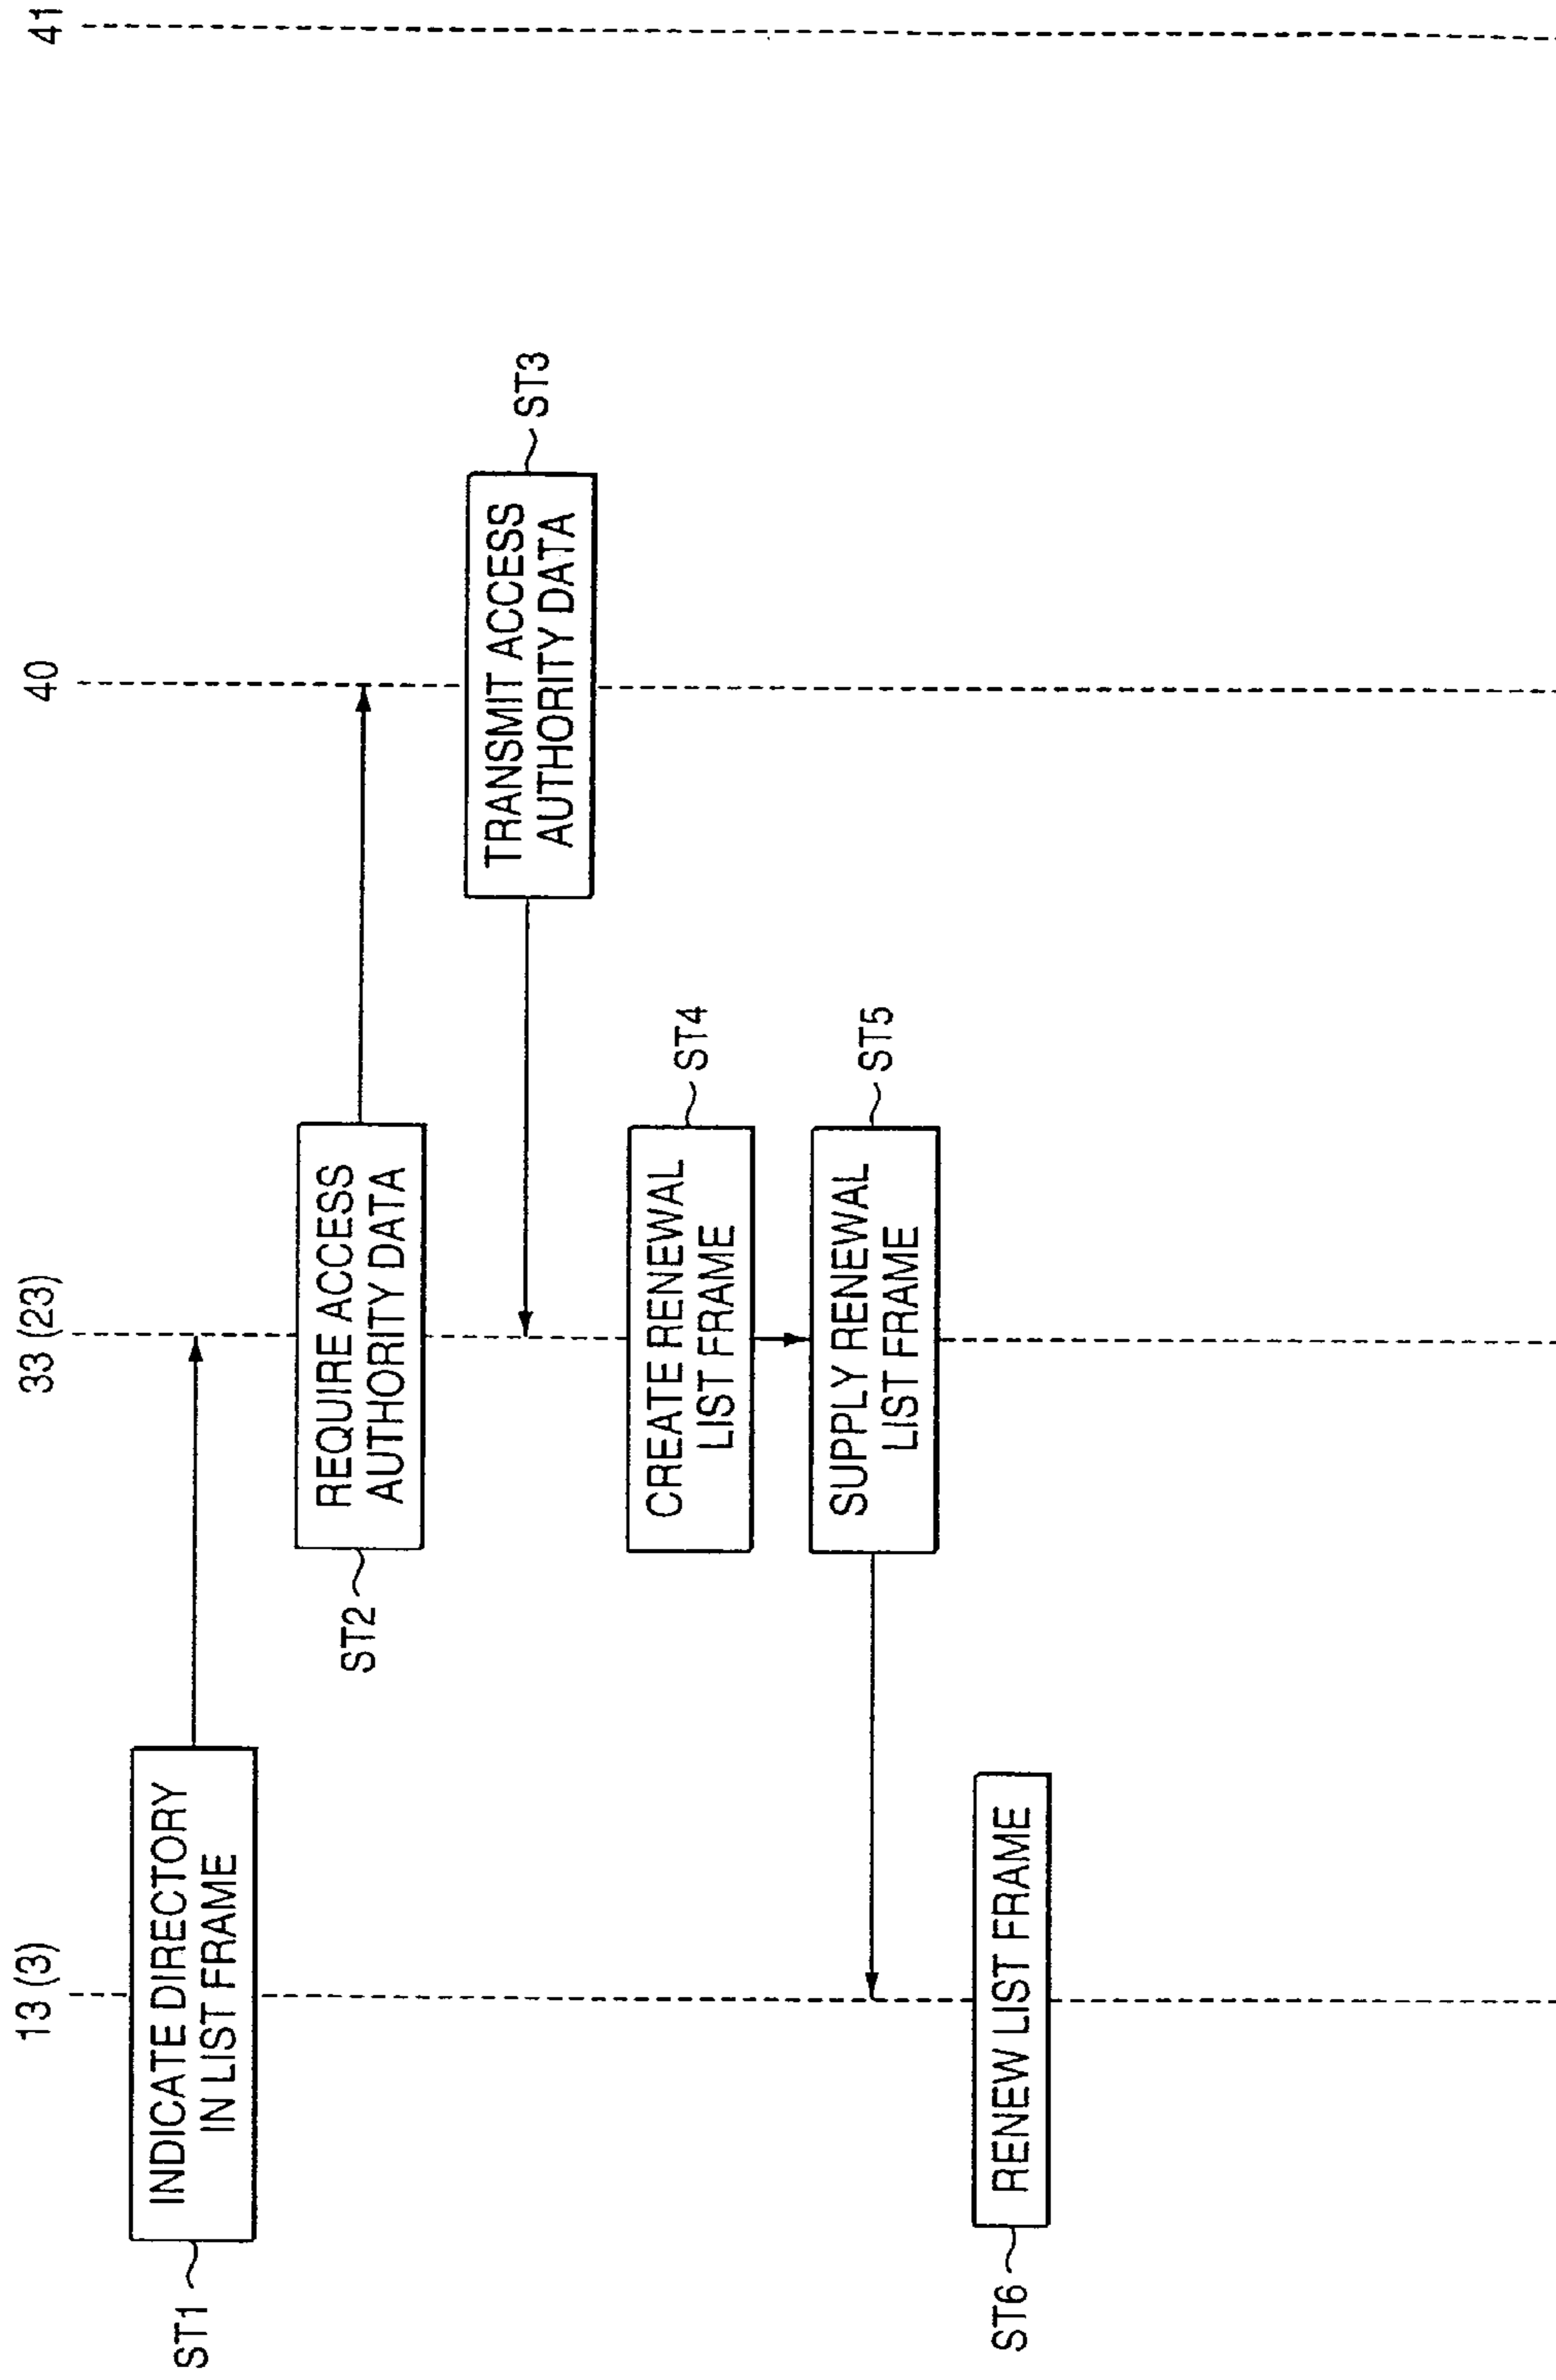 13 (3)
33 (23)
40
41
ST1
INDICATE DIRECTORY
IN LIST FRAME
ST2
REQUIRE ACCESS
AUTHORITY DATA
TRANSMIT ACCESS
AUTHORITY DATA
ST3
CREATE RENEWAL
LIST FRAME
ST4
SUPPLY RENEWAL
LIST FRAME
ST5
ST6
RENEW LIST FRAME